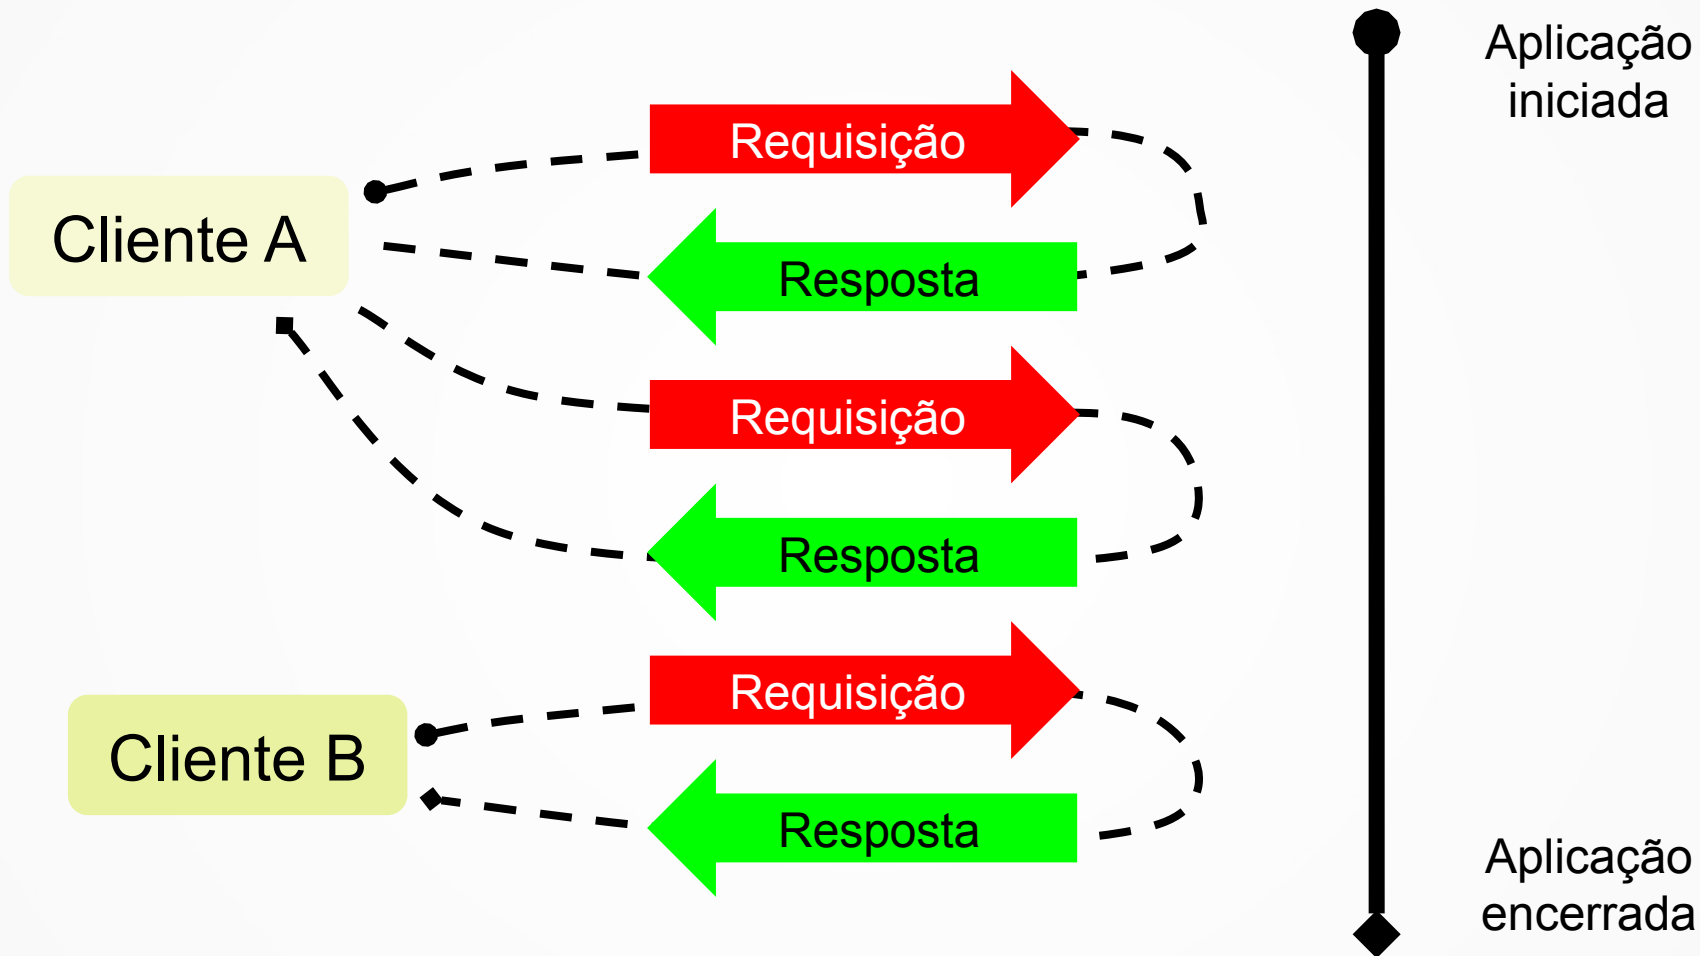 Aplicação
iniciada
Requisição
Cliente A
Resposta
Requisição
Resposta
Requisição
Cliente B
Resposta
Aplicação
encerrada